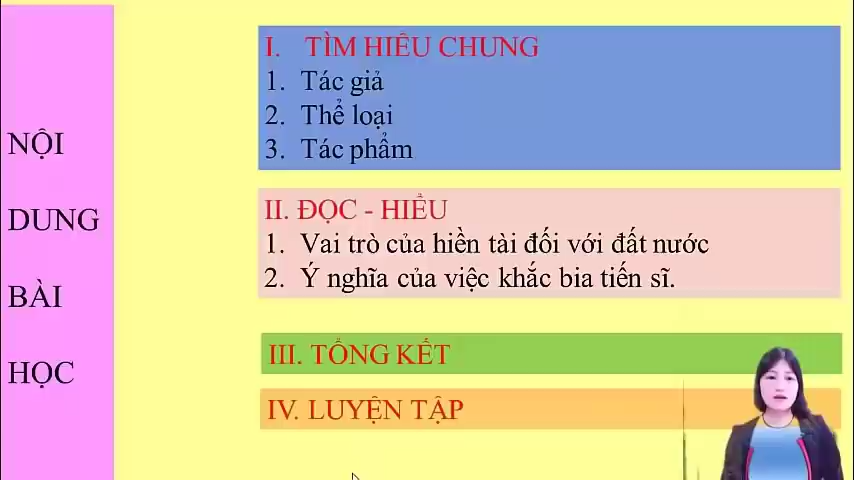 NỘI
DUNG
BÀI
HỌC
I. TÌM HIỂU CHUNG
1. Tác giả
2. Thể loại
3. Tác phẩm
II. ĐỌC - HIỂU
1. Vai trò của hiền tài đối với đất nước
2. Ý nghĩa của việc khắc bia tiến sĩ.
III. TỔNG KẾT
IV. LUYỆN TẬP